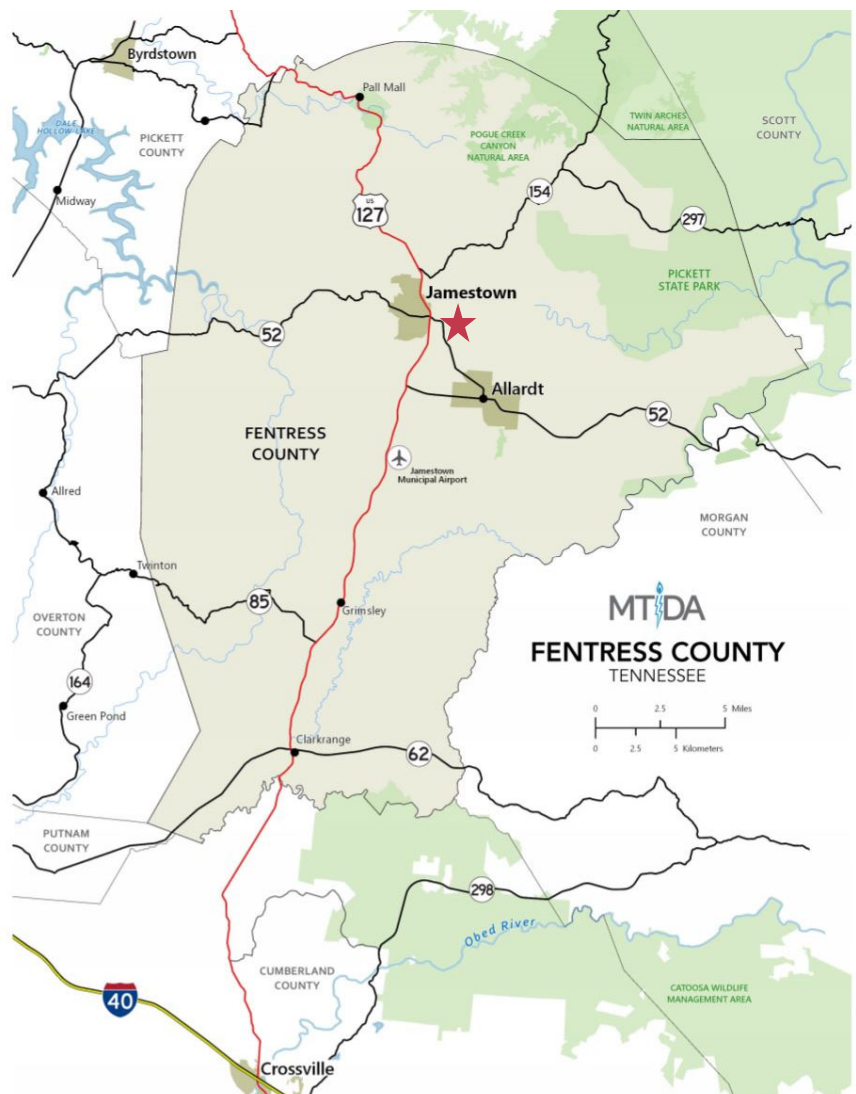 Byrdstown
DALE
HOLLOW LAKE
PICKETT
COUNTY
Midway
Pall Mall
POGUE CREEK
CANYON
NATURAL AREA
TWIN ARCHES
NATURAL AREA
SCOTT
COUNTY
US
127
154
297
PICKETT
STATE PARK
Jamestown
52
Allardt
52
FENTRESS
COUNTY
Jamestown
Municipal Airport
Allred
MORGAN
COUNTY
Twinton
85
Grimsley
OVERTON
COUNTY
164
Green Pond
MTIDA
FENTRESS COUNTY
TENNESSEE
0 2.5 5 Miles
0 2.5 5 Kilometers
Clarkrange
62
PUTNAM
COUNTY
298
Obed River
CUMBERLAND
COUNTY
CATOOSA WILDLIFE
MANAGEMENT AREA
40
Crossville